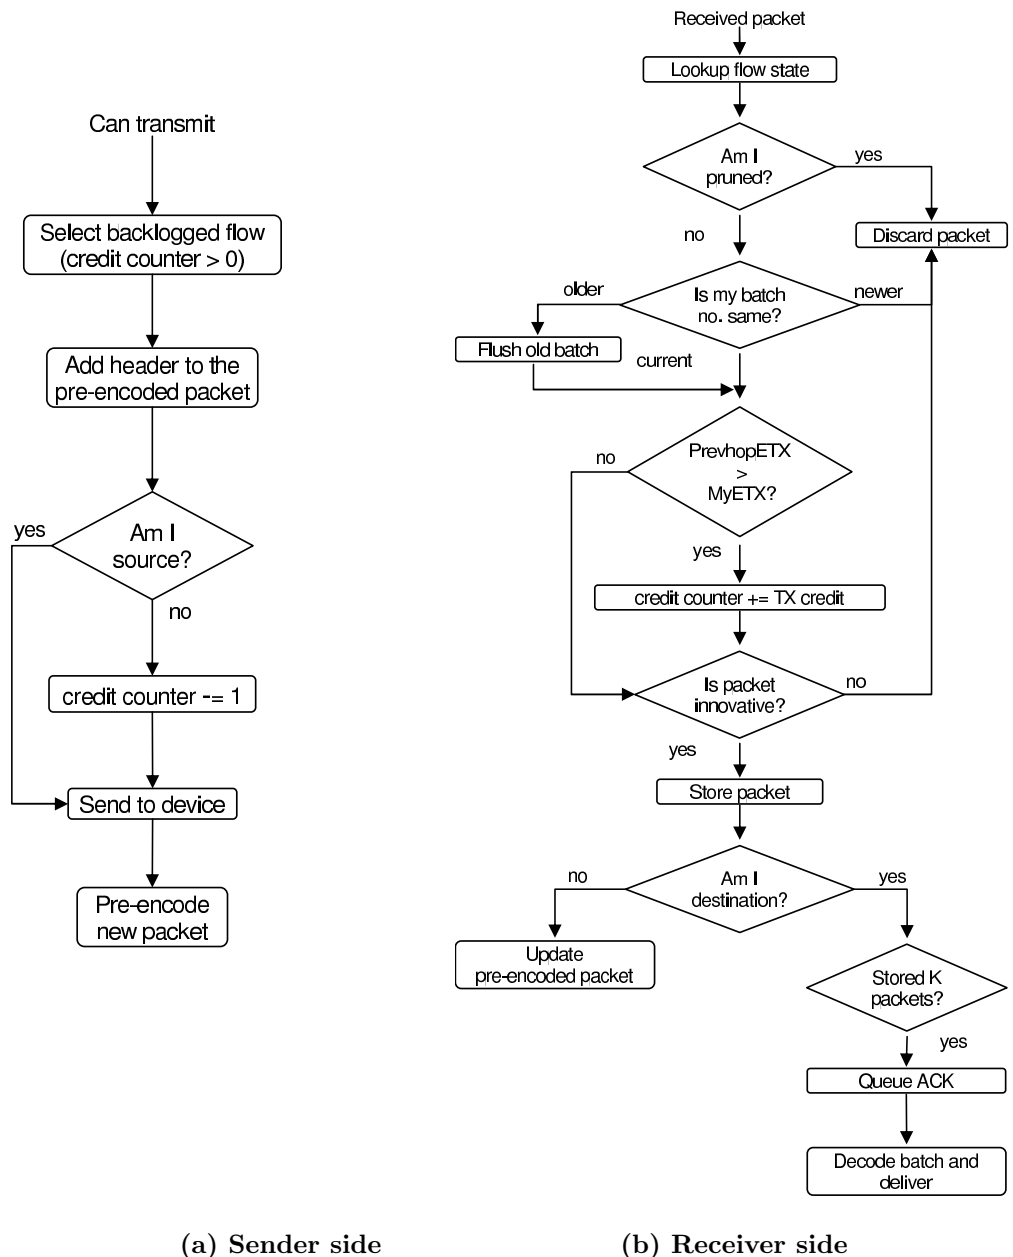 Can transmit
Select backlogged flow
(credit counter > 0)
Add header to the
pre-encoded packet
yes
Am I
source?
no
credit counter -= 1
Send to device
Pre-encode
new packet
(a) Sender side
Received packet
Lookup flow state
Am I
pruned?
yes
no
Discard packet
older
Is my batch
no. same?
newer
Flush old batch
current
no
PrevhopETX
>
MyETX?
yes
credit counter += TX credit
Is packet
innovative?
no
yes
Store packet
no
Am I
destination?
yes
Update
pre-encoded packet
Stored K
packets?
yes
Queue ACK
Decode batch and
deliver
(b) Receiver side